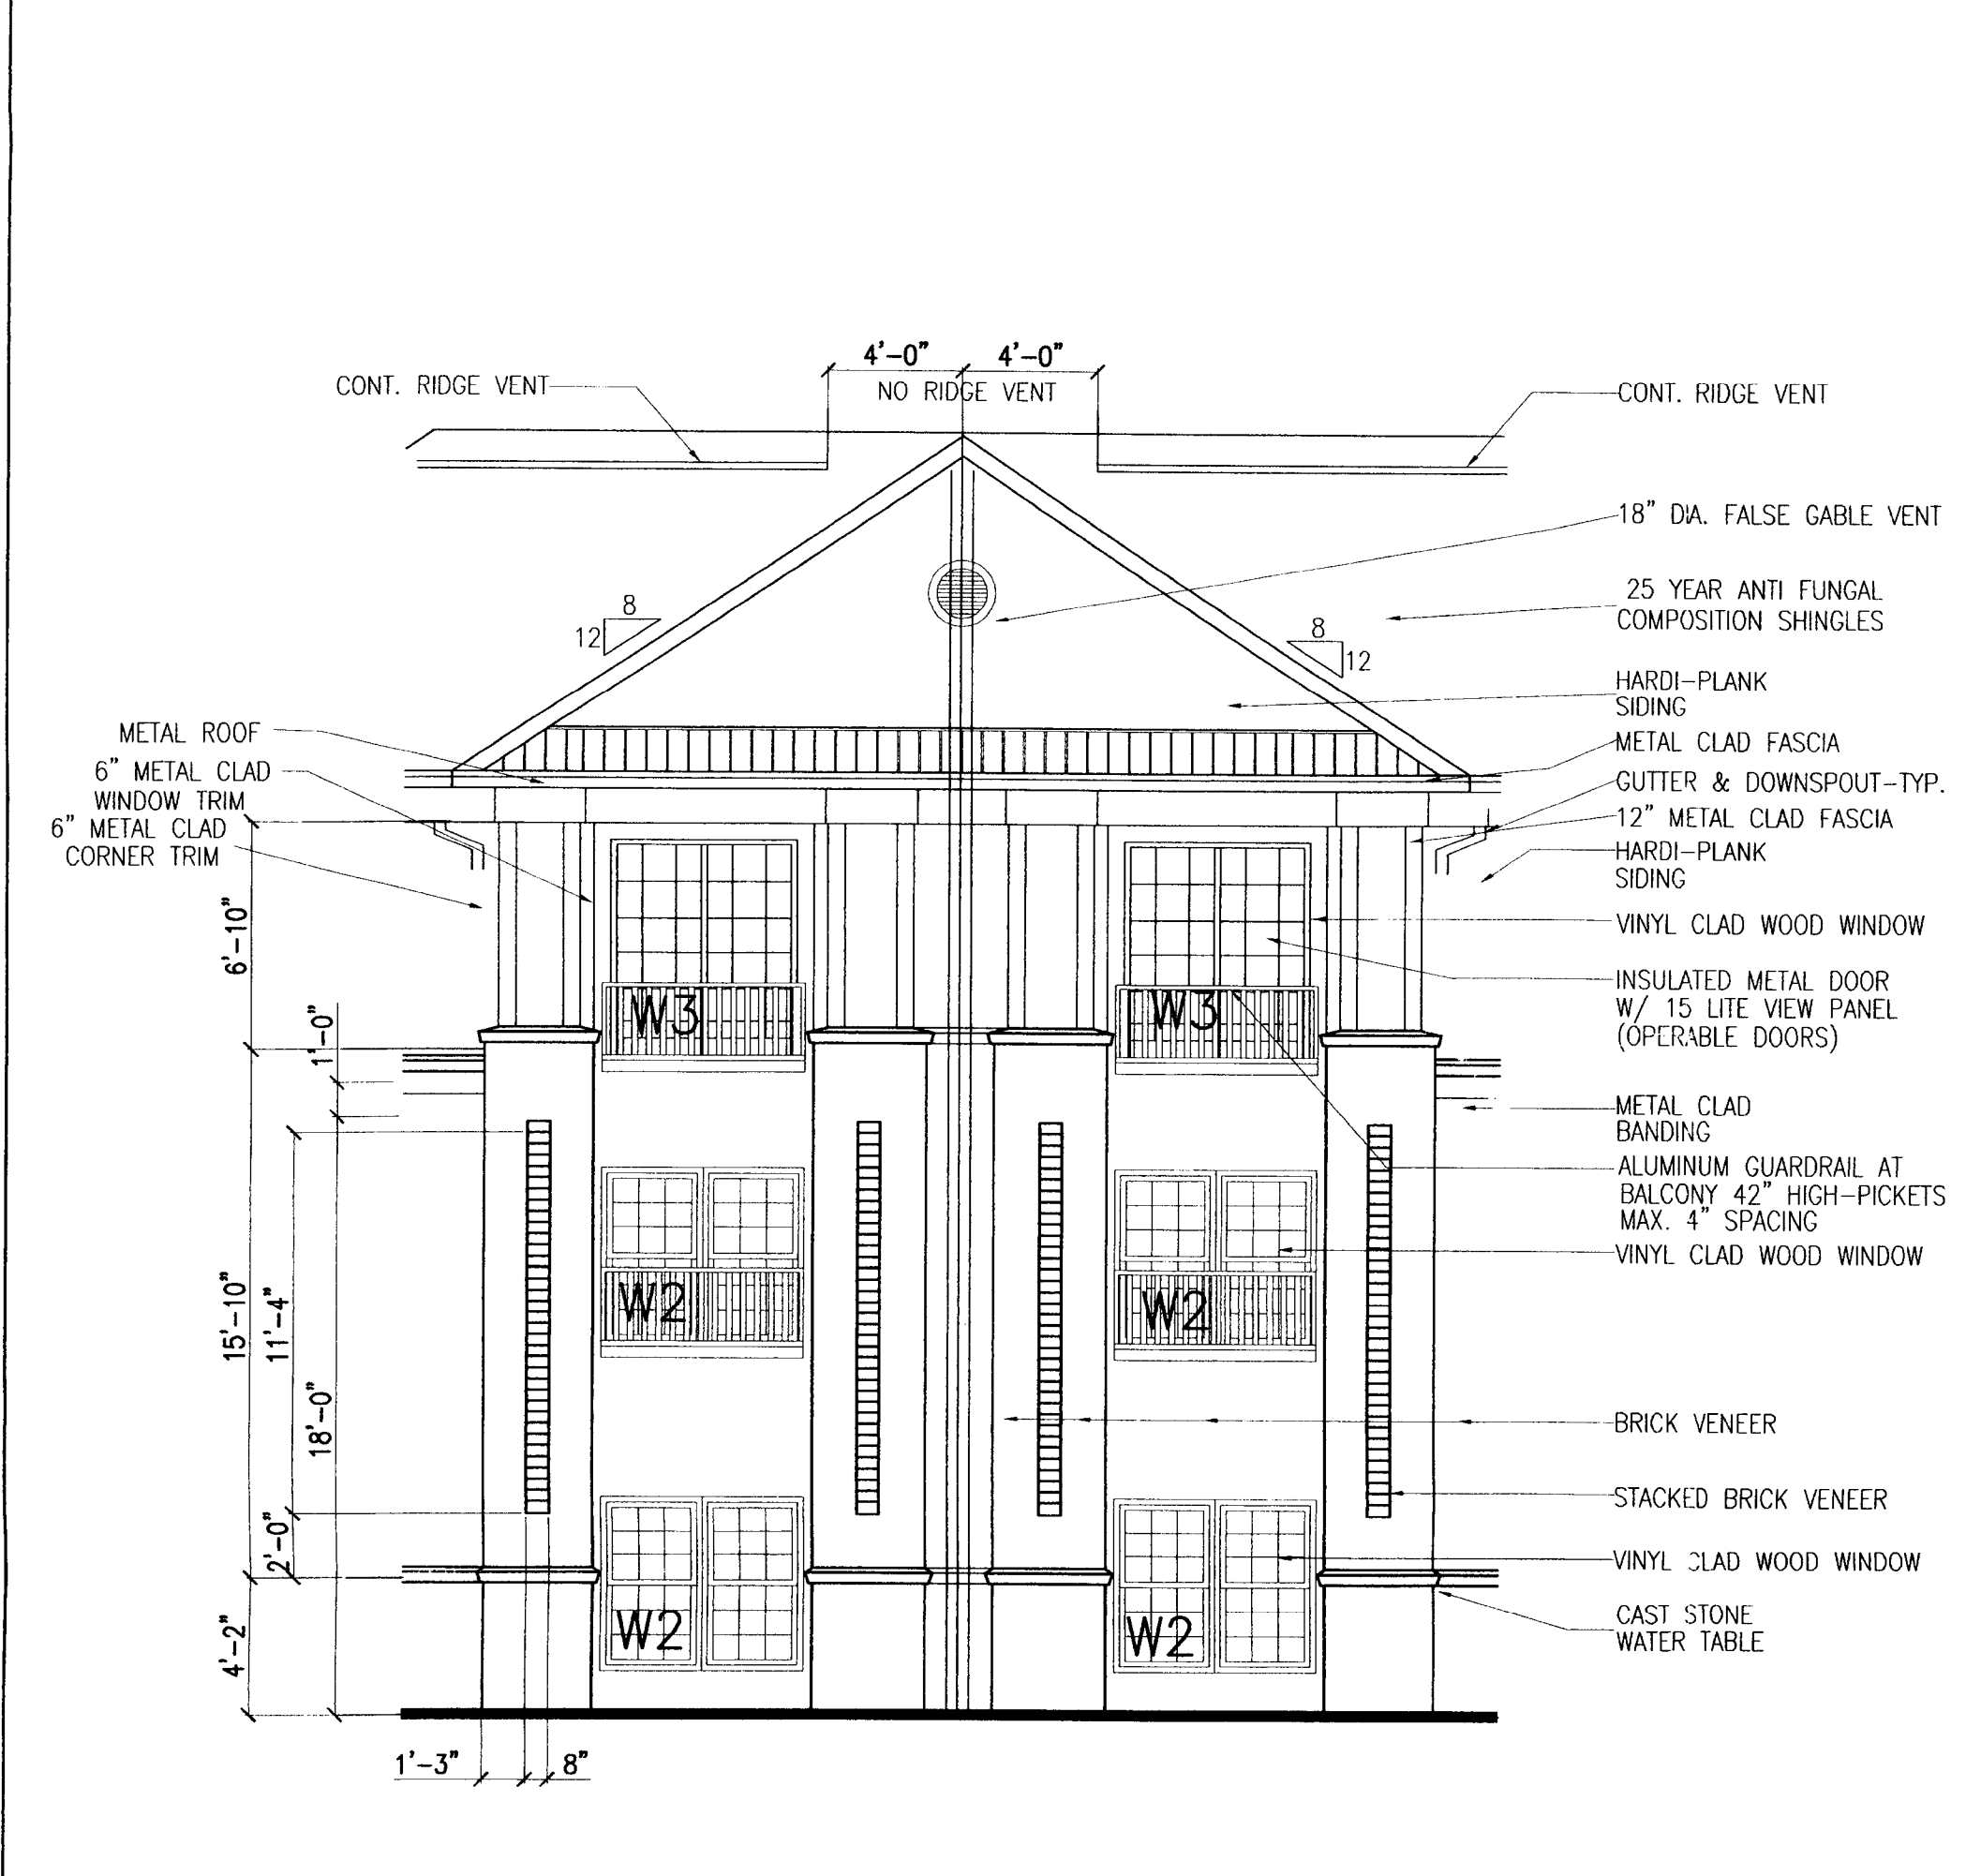 4'-0" 4'-0"
NO RIDGE VENT
CONT. RIDGE VENT
CONT. RIDGE VENT
18" DIA. FALSE GABLE VENT
25 YEAR ANTI FUNGAL
COMPOSITION SHINGLES
8
12
8
12
HARDI-PLANK
SIDING
METAL ROOF
METAL CLAD FASCIA
6" METAL CLAD
WINDOW TRIM
GUTTER & DOWNSPOUT-TYP.
6" METAL CLAD
CORNER TRIM
12" METAL CLAD FASCIA
HARDI-PLANK
SIDING
VINYL CLAD WOOD WINDOW
6'-10"
INSULATED METAL DOOR
W/ 15 LITE VIEW PANEL
(OPERABLE DOORS)
W3
W3
1'-0"
METAL CLAD
BANDING
ALUMINUM GUARDRAIL AT
BALCONY 42" HIGH-PICKETS
MAX. 4" SPACING
VINYL CLAD WOOD WINDOW
W2
W2
15'-10"
11'-4"
18'-0"
BRICK VENEER
STACKED BRICK VENEER
2'-0"
VINYL CLAD WOOD WINDOW
CAST STONE
WATER TABLE
W2
W2
4'-2"
1'-3" 8"